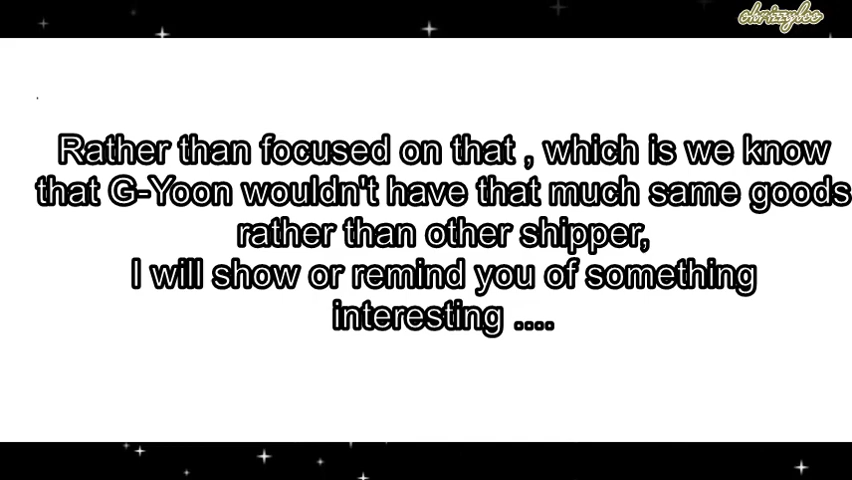 chrizzylee
Rather than focused on that , which is we know
that G-Yoon wouldn't have that much same goods
rather than other shipper,
I will show or remind you of something
interesting ....